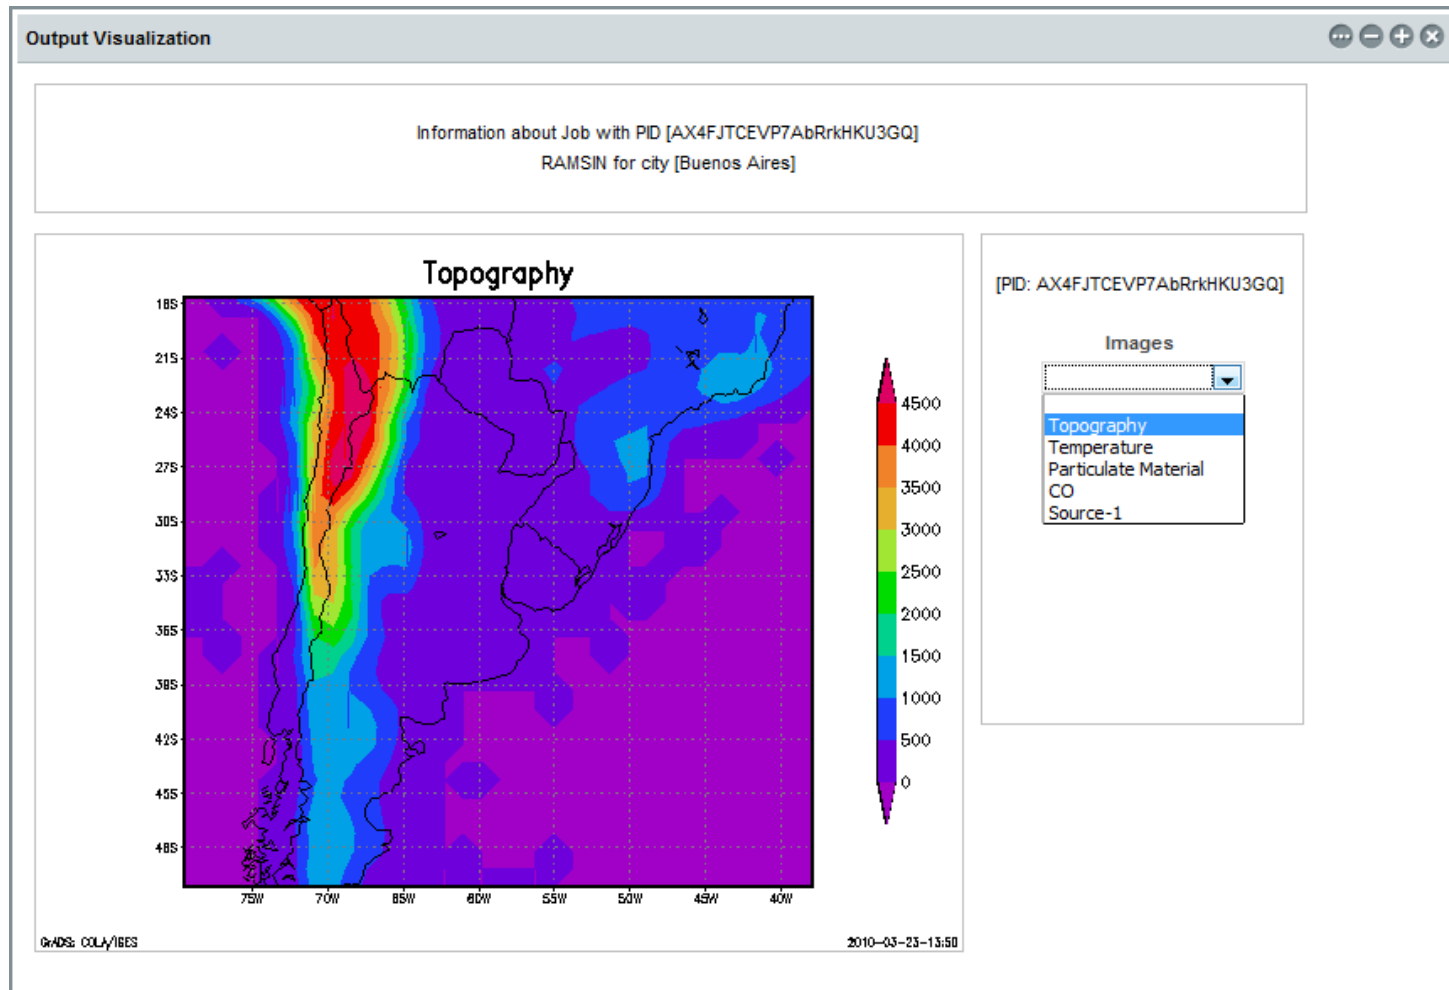 Output Visualization
Information about Job with PID [AX4FJTCEVP7AbRrkHKU3GQ]
RAMSIN for city [Buenos Aires]
Topography
18S
21S
24S
27S
30S
33S
36S
39S
42S
45S
48S
75W
70W
65W
60W
55W
50W
45W
40W
4500
4000
3500
3000
2500
2000
1500
1000
500
0
GrADS: COLA/IGES
2010-03-23-13:50
[PID: AX4FJTCEVP7AbRrkHKU3GQ]
Images
Topography
Temperature
Particulate Material
CO
Source-1